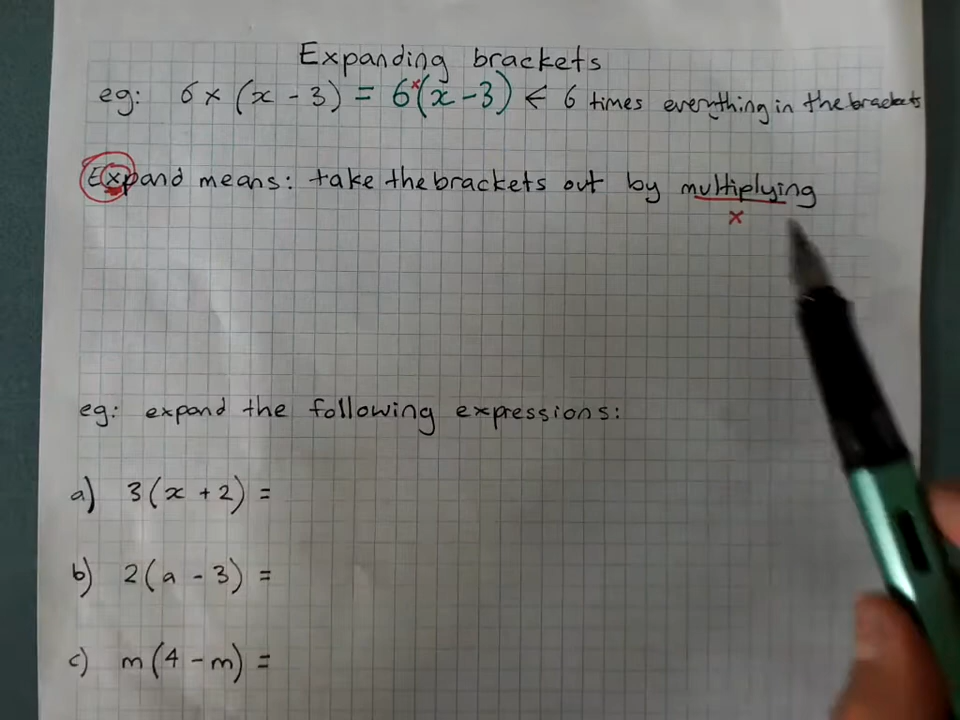 Expanding brackets
eg: 6 × (x - 3) = 6×(x - 3) < 6 times everything in the brackets
Expand means: take the brackets out by multiplying
×
eg: expand the following expressions:
a) 3(x + 2) =
b) 2(a - 3) =
c) m(4 - m) =